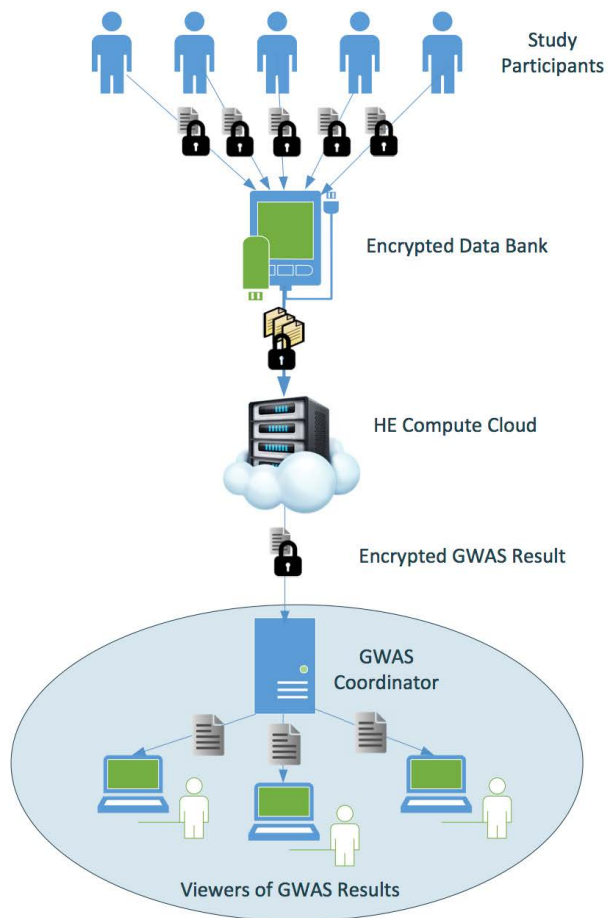 Study
Participants
Encrypted Data Bank
HE Compute Cloud
Encrypted GWAS Result
GWAS
Coordinator
Viewers of GWAS Results